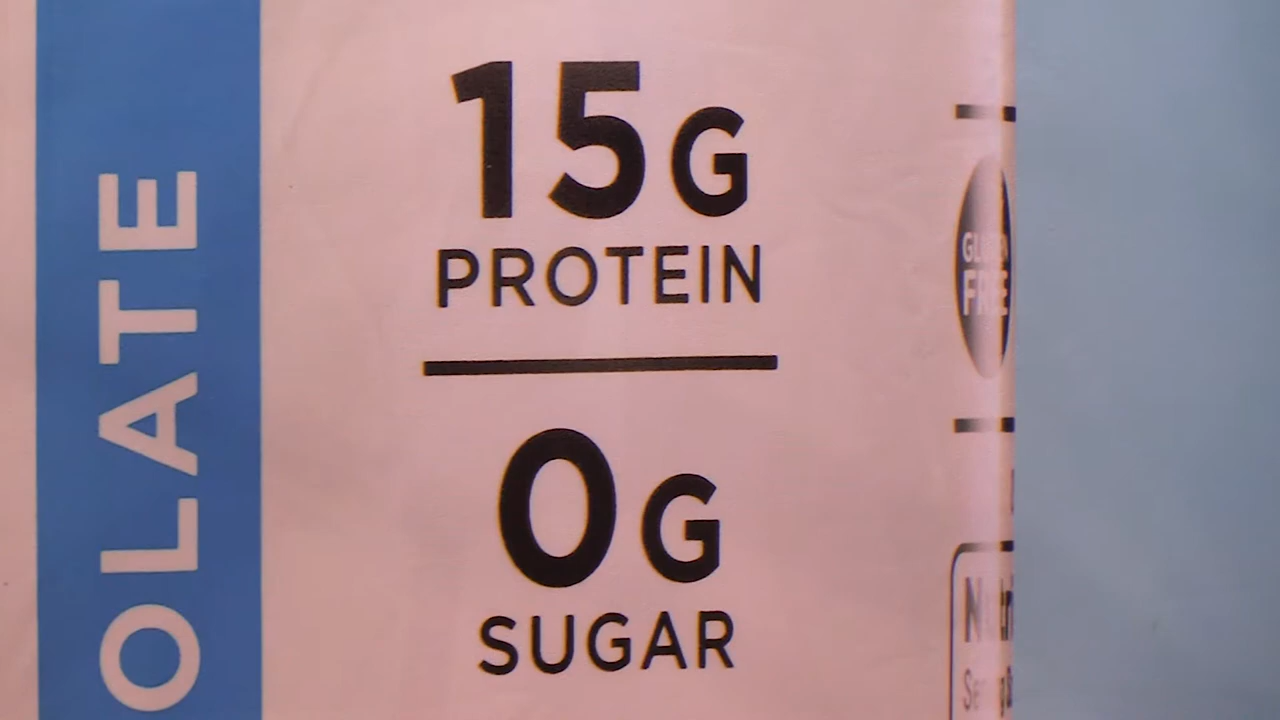 OLATE
15G
PROTEIN
0G
SUGAR
FREE